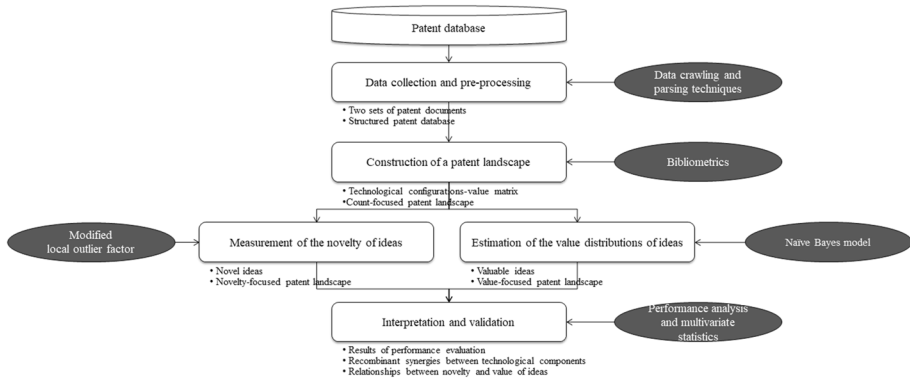 Patent database
Data collection and pre-processing
Data crawling and
parsing techniques
• Two sets of patent documents
• Structured patent database
Construction of a patent landscape
Bibliometrics
• Technological configurations-value matrix
•Count-focused patent landscape
Modified
local outlier factor
Measurement of the novelty of ideas
Estimation of the value distributions of ideas
Naïve Bayes model
• Novel ideas
• Novelty-focused patent landscape
• Valuable ideas
• Value-focused patent landscape
Interpretation and validation
Performance analysis
and multivariate
statistics
• Results of performance evaluation
• Recombinant synergies between technological components
• Relationships between novelty and value of ideas